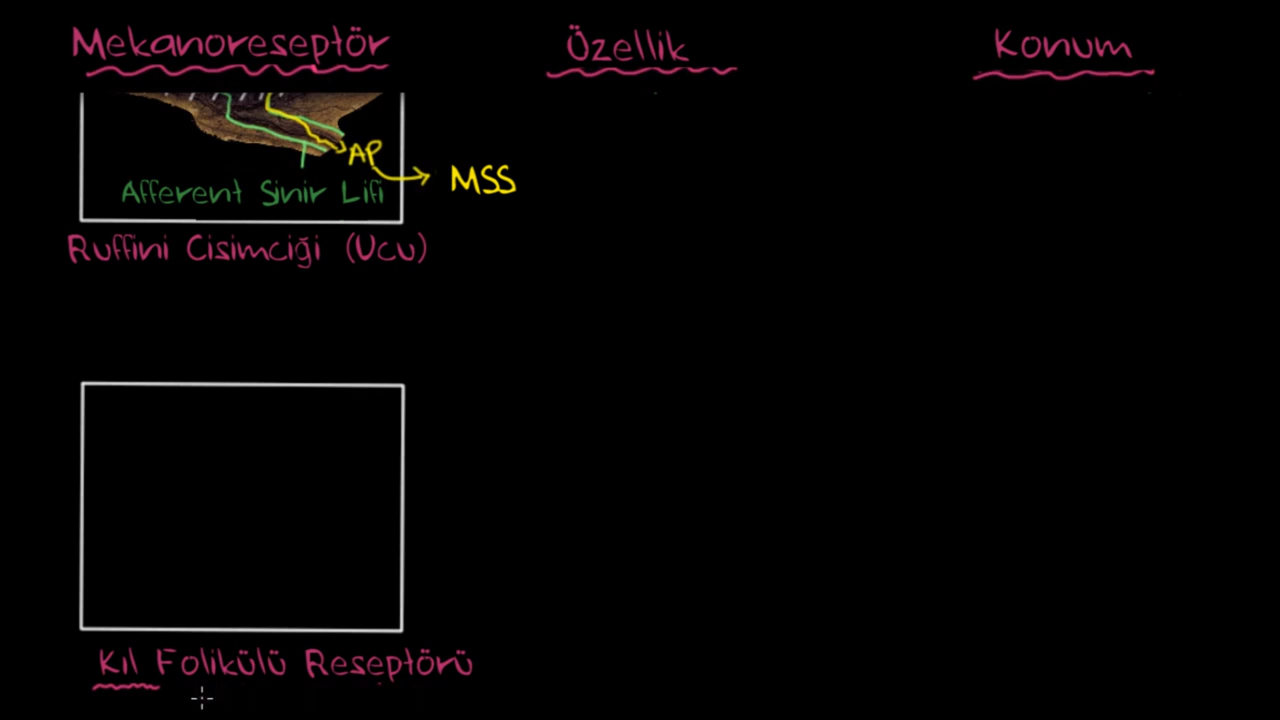 Mekanoreseptör Özellik Konum
AP
MSS
Afferent Sinir Lifi
Ruffini Cisimciği (Ucu)
Kıl Folikülü Reseptörü